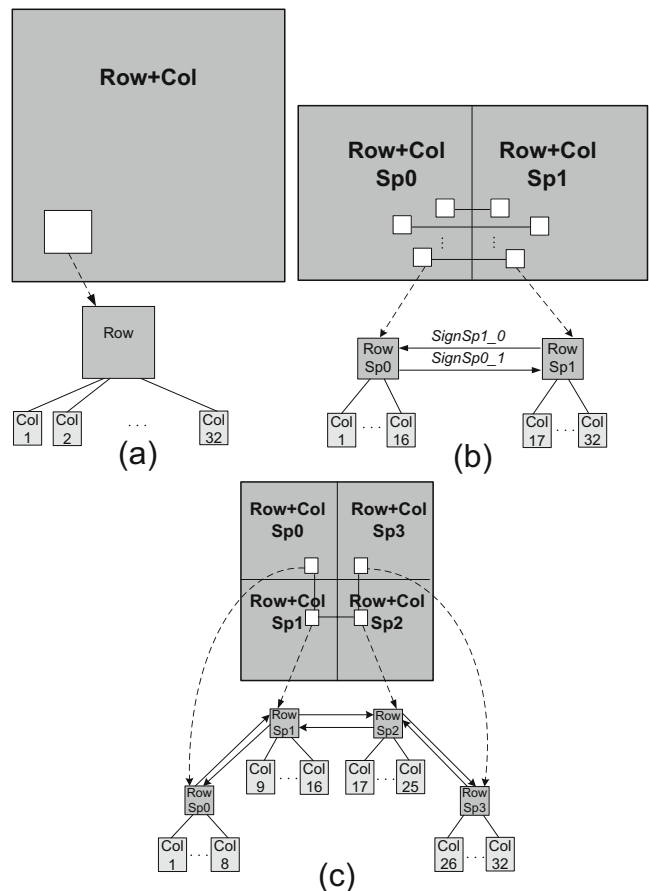 Row+Col
Row
Col
1
Col
2
. . .
Col
32
(a)
Row+Col
Sp0
Row+Col
Sp1
Row
Sp0
SignSp1_0
SignSp0_1
Row
Sp1
Col
1
. . .
Col
16
Col
17
. . .
Col
32
(b)
Row+Col
Sp0
Row+Col
Sp3
Row+Col
Sp1
Row+Col
Sp2
Row
Sp1
Row
Sp2
Col
9
. . .
Col
16
Col
17
. . .
Col
25
Row
Sp0
Row
Sp3
Col
1
. . .
Col
8
Col
26
. . .
Col
32
(c)